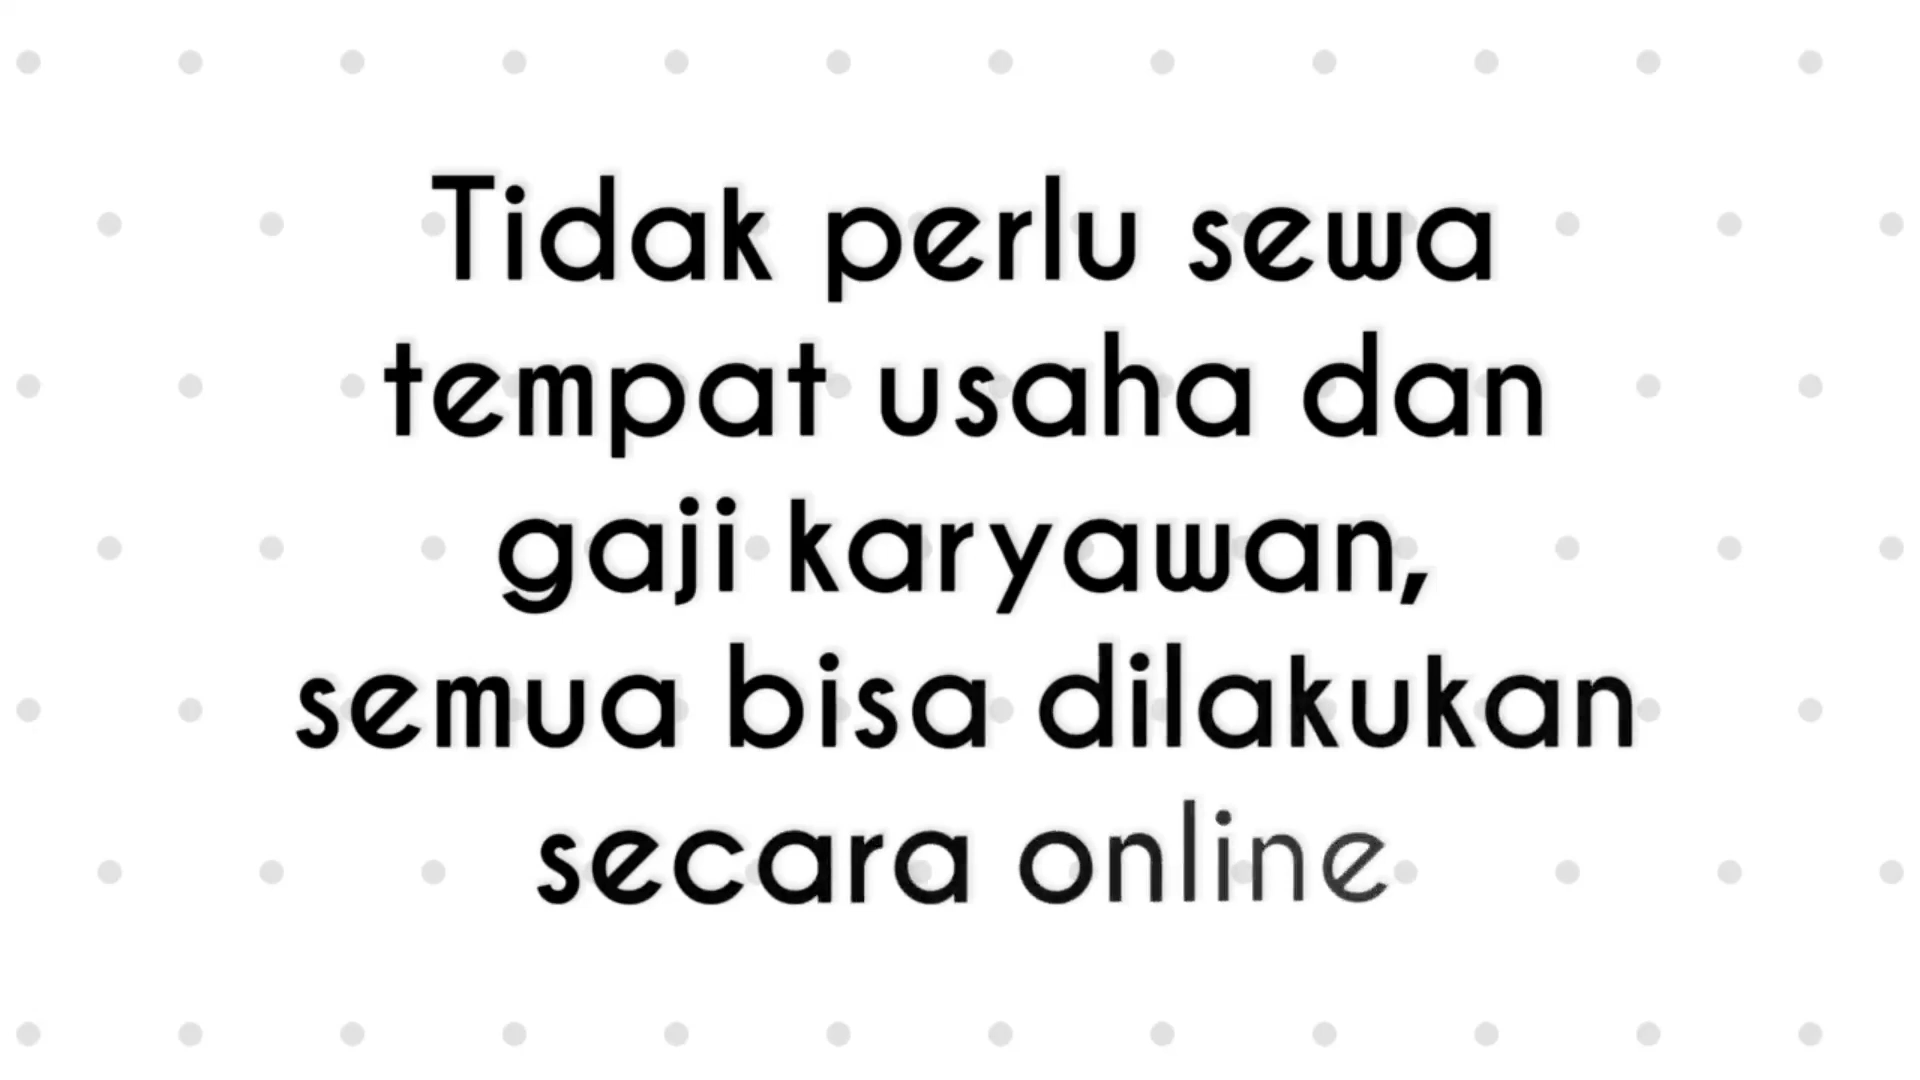 Tidak perlu sewa
tempat usaha dan
gaji karyawan,
semua bisa dilakukan
secara online